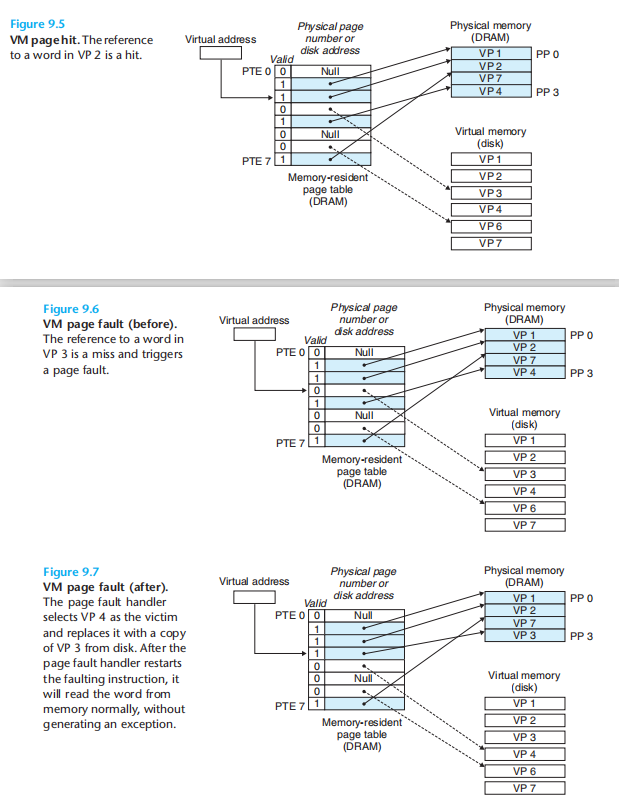 Figure 9.5
VM page hit. The reference
to a word in VP 2 is a hit.
Virtual address
Physical page
number or
disk address
Valid
PTE 0 0 Null
1
1
0
1
0 Null
0
PTE 7 1
Memory-resident
page table
(DRAM)
Physical memory
(DRAM)
VP 1 PP 0
VP 2
VP 7
VP 4 PP 3
Virtual memory
(disk)
VP 1
VP 2
VP 3
VP 4
VP 6
VP 7
Figure 9.6
VM page fault (before).
The reference to a word in
VP 3 is a miss and triggers
a page fault.
Virtual address
Physical page
number or
disk address
Valid
PTE 0 0 Null
1
1
0
1
0 Null
0
PTE 7 1
Memory-resident
page table
(DRAM)
Physical memory
(DRAM)
VP 1 PP 0
VP 2
VP 7
VP 4 PP 3
Virtual memory
(disk)
VP 1
VP 2
VP 3
VP 4
VP 6
VP 7
Figure 9.7
VM page fault (after).
The page fault handler
selects VP 4 as the victim
and replaces it with a copy
of VP 3 from disk. After the
page fault handler restarts
the faulting instruction, it
will read the word from
memory normally, without
generating an exception.
Virtual address
Physical page
number or
disk address
Valid
PTE 0 0 Null
1
1
1
0
0 Null
0
PTE 7 1
Memory-resident
page table
(DRAM)
Physical memory
(DRAM)
VP 1 PP 0
VP 2
VP 7
VP 3 PP 3
Virtual memory
(disk)
VP 1
VP 2
VP 3
VP 4
VP 6
VP 7